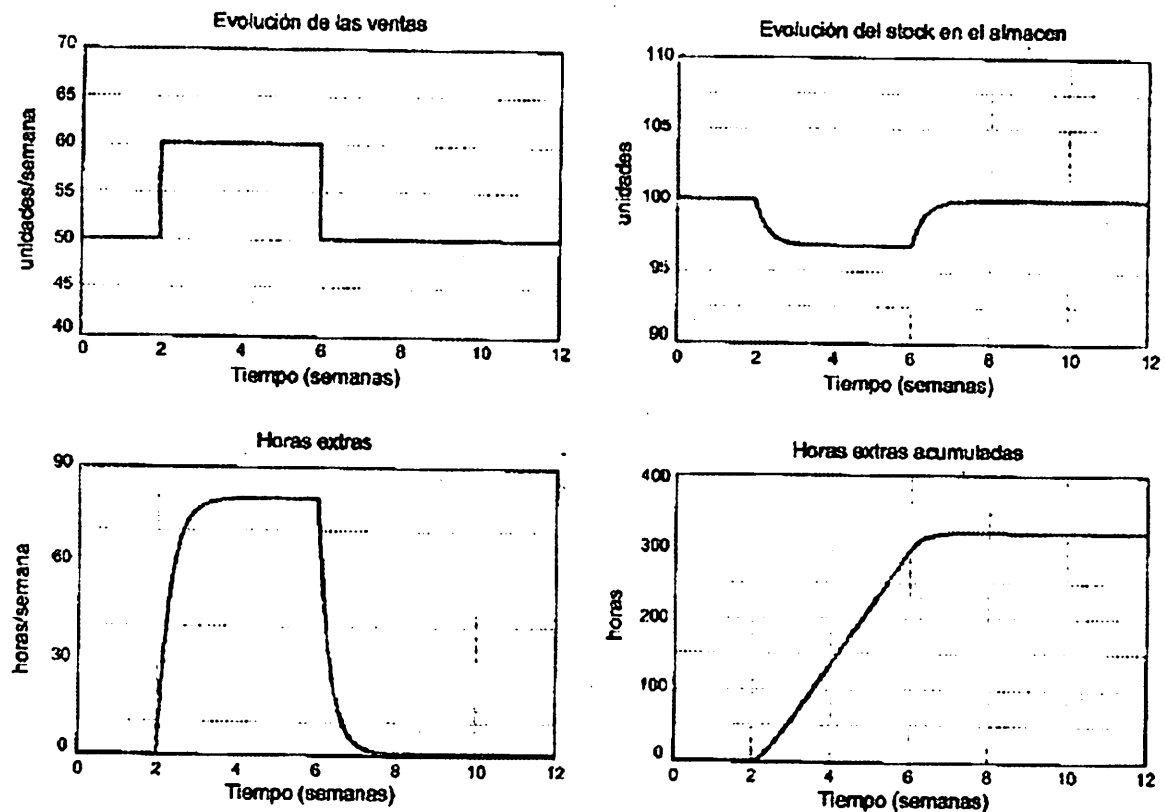 Evolución de las ventas
70
65
60
55
50
45
40
unidades/semana
0 2 4 6 8 10 12
Tiempo (semanas)
Evolución del stock en el almacen
110
105
100
95
90
unidades
0 2 4 6 8 10 12
Tiempo (semanas)
Horas extras
90
60
30
0
horas/semana
0 2 4 6 8 10 12
Tiempo (semanas)
Horas extras acumuladas
400
300
200
100
0
horas
0 2 4 6 8 10 12
Tiempo (semanas)